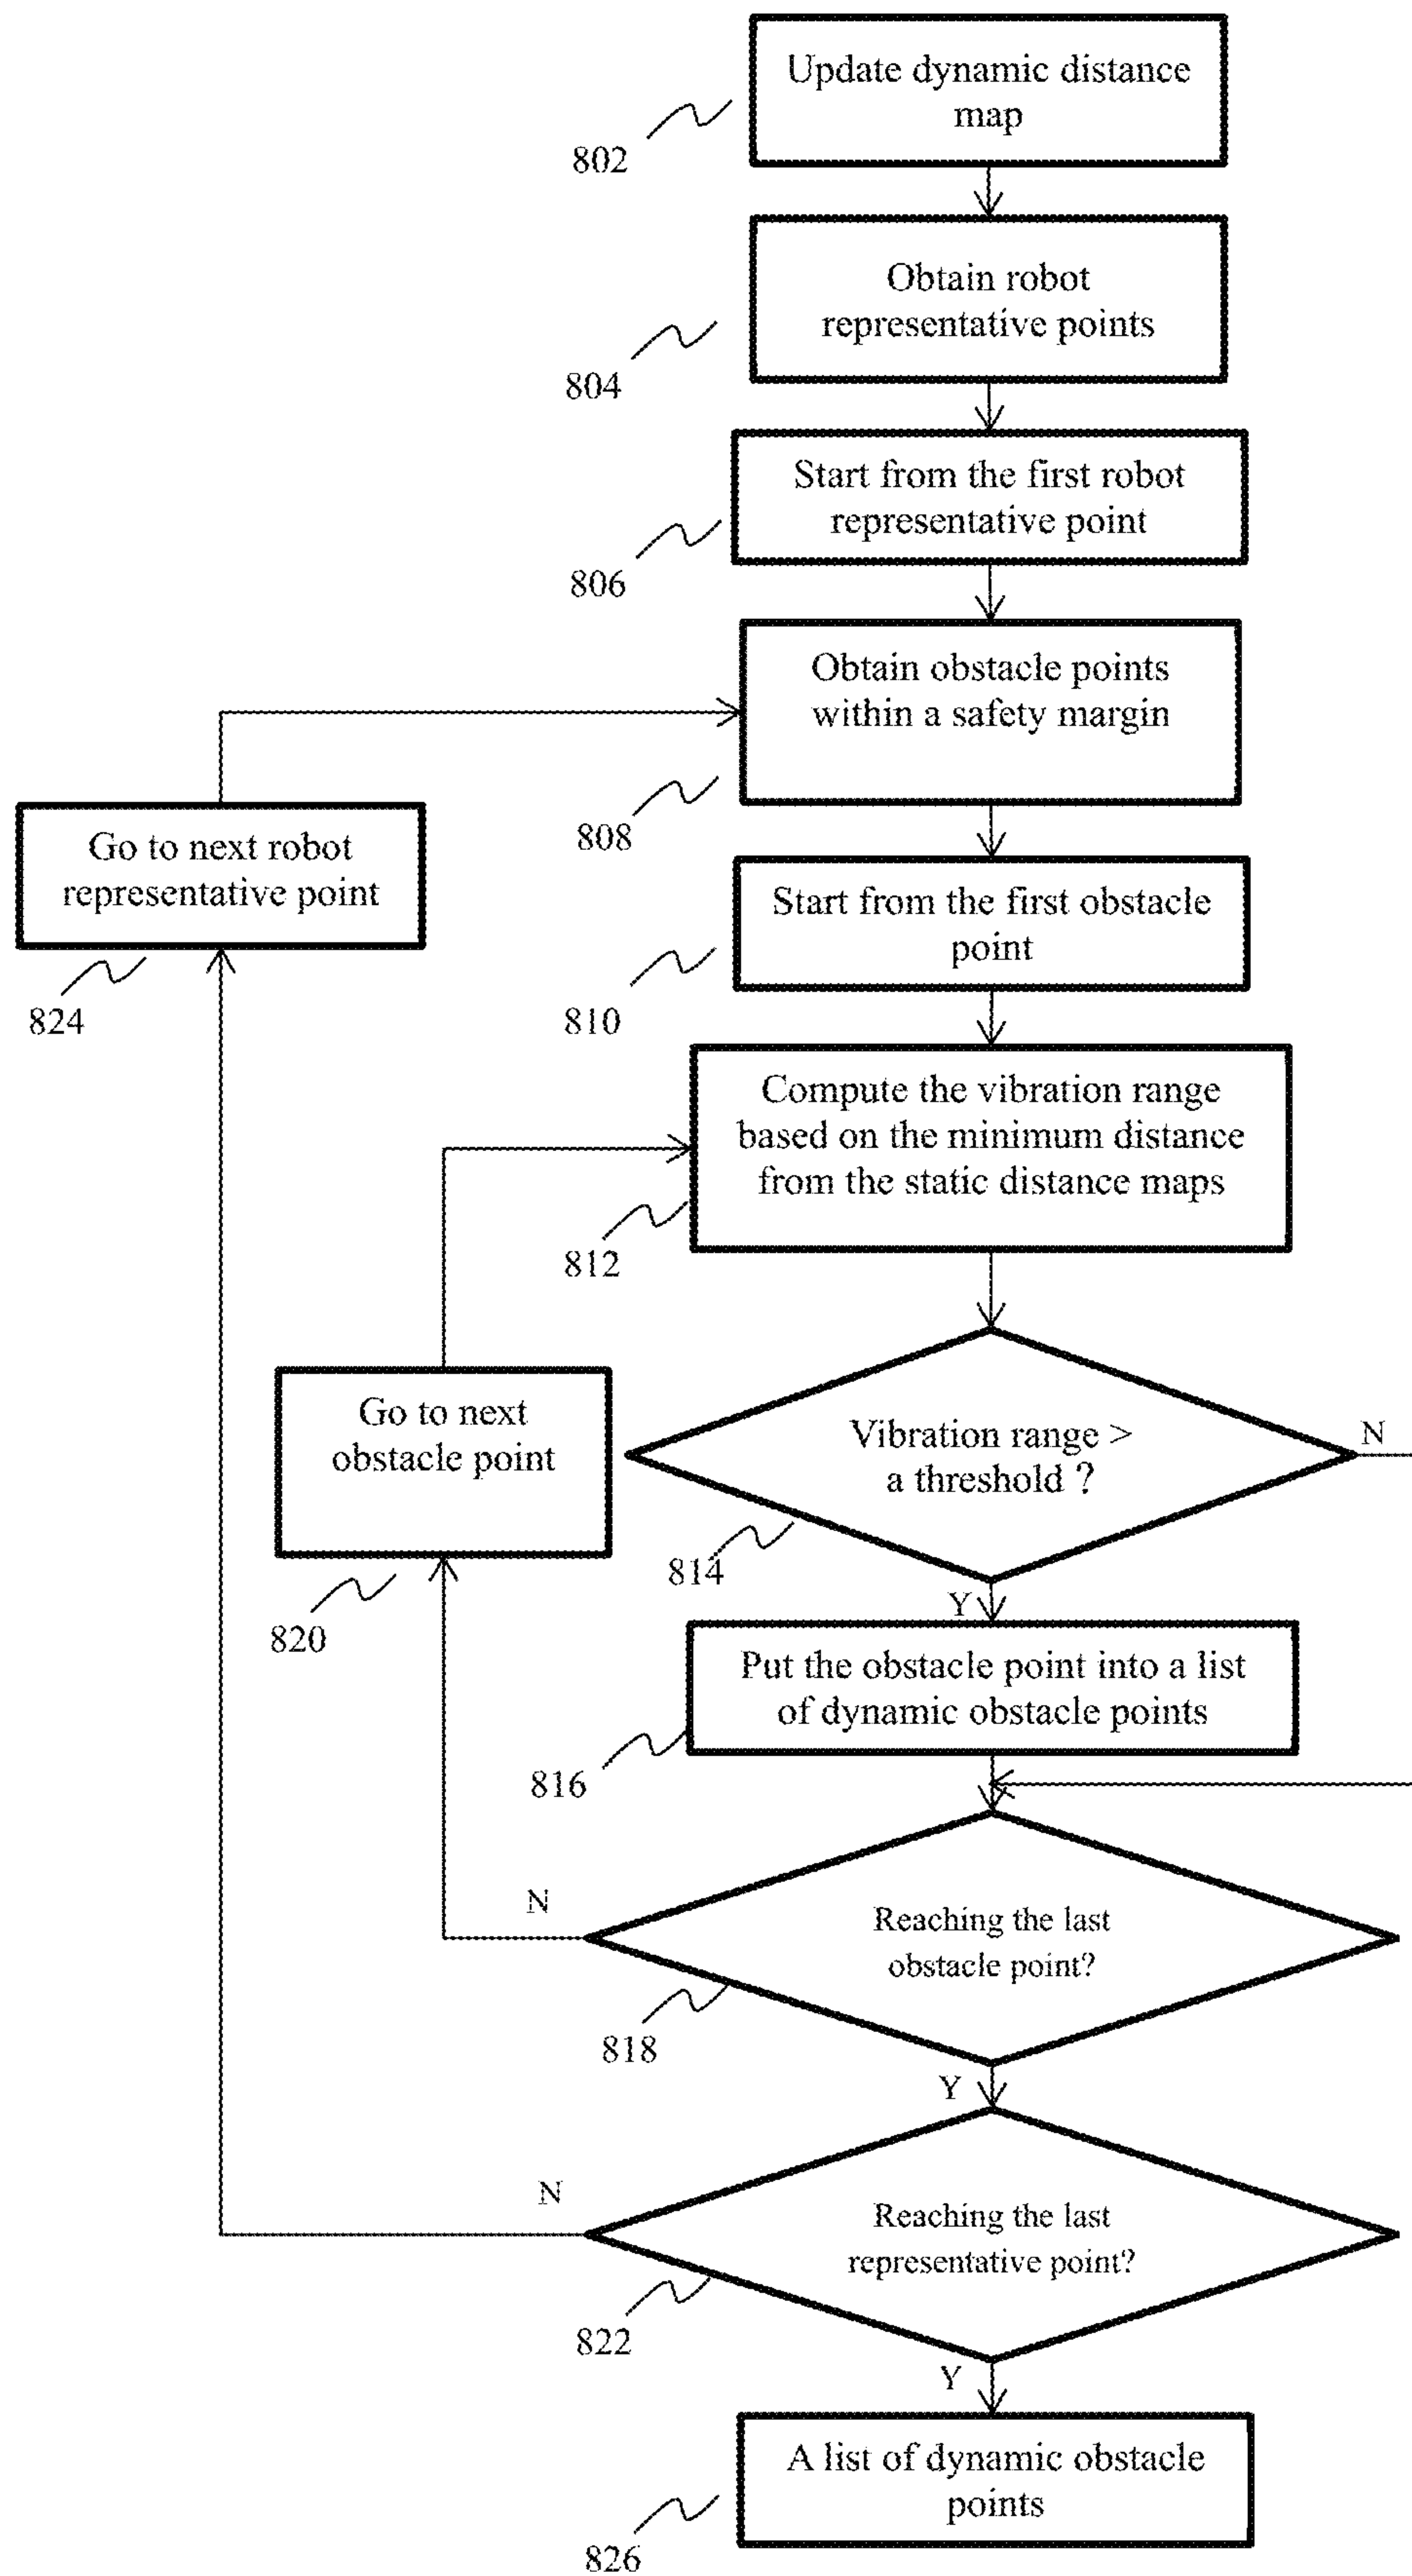 Update dynamic distance
map
802
Obtain robot
representative points
804
Start from the first robot
representative point
806
Obtain obstacle points
within a safety margin
808
Go to next robot
representative point
824
Start from the first obstacle
point
810
Compute the vibration range
based on the minimum distance
from the static distance maps
812
Go to next
obstacle point
820
Vibration range >
a threshold ?
N
814
Y
Put the obstacle point into a list
of dynamic obstacle points
816
N
Reaching the last
obstacle point?
818
Y
N
Reaching the last
representative point?
822
Y
A list of dynamic obstacle
points
826